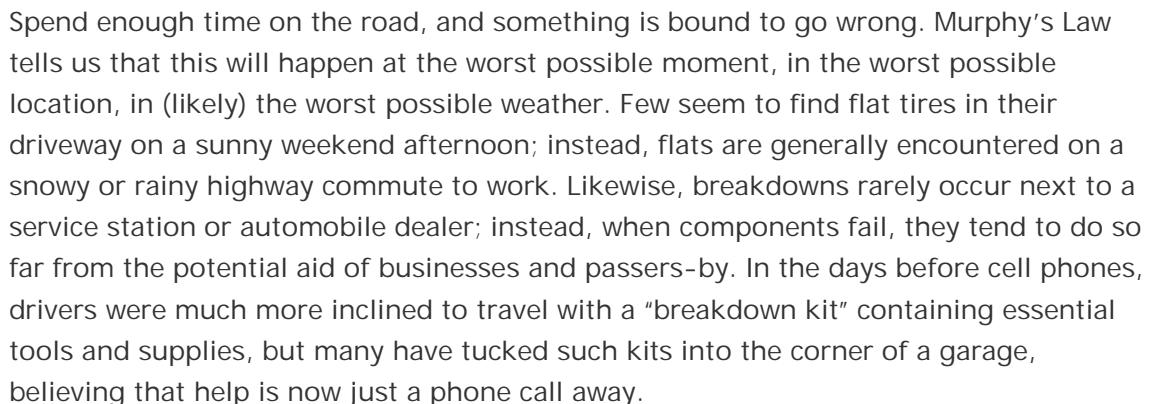 Spend enough time on the road, and something is bound to go wrong. Murphy's Law
tells us that this will happen at the worst possible moment, in the worst possible
location, in (likely) the worst possible weather. Few seem to find flat tires in their
driveway on a sunny weekend afternoon; instead, flats are generally encountered on a
snowy or rainy highway commute to work. Likewise, breakdowns rarely occur next to a
service station or automobile dealer; instead, when components fail, they tend to do so
far from the potential aid of businesses and passers-by. In the days before cell phones,
drivers were much more inclined to travel with a “breakdown kit” containing essential
tools and supplies, but many have tucked such kits into the corner of a garage,
believing that help is now just a phone call away.